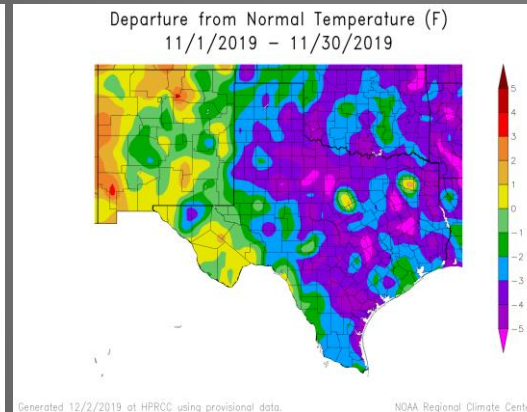 Departure from Normal Temperature (F)
11/1/2019 – 11/30/2019
5
4
3
2
1
0
-1
-2
-3
-4
-5
Generated 12/2/2019 at HPRCC using provisional data.
NOAA Regional Climate Cente